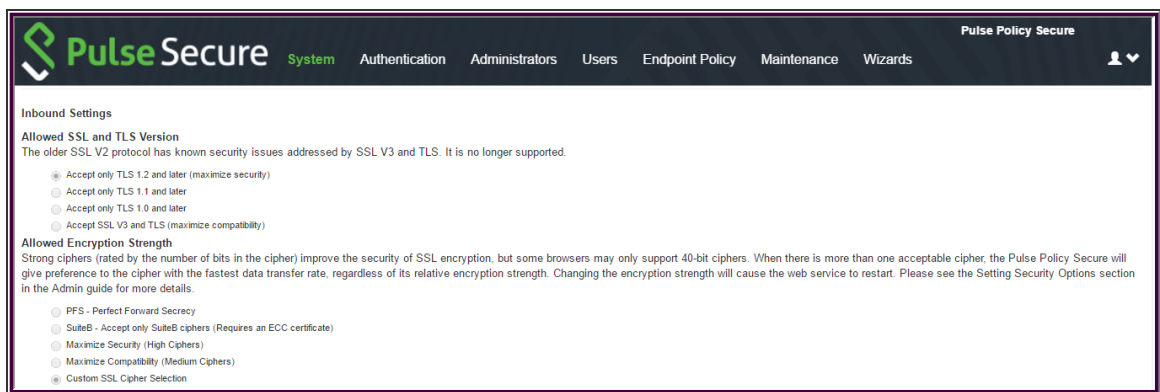 Pulse Policy Secure
Pulse Secure System Authentication Administrators Users Endpoint Policy Maintenance Wizards
Inbound Settings
Allowed SSL and TLS Version
The older SSL V2 protocol has known security issues addressed by SSL V3 and TLS. It is no longer supported.
Accept only TLS 1.2 and later (maximize security)
Accept only TLS 1.1 and later
Accept only TLS 1.0 and later
Accept SSL V3 and TLS (maximize compatibility)
Allowed Encryption Strength
Strong ciphers (rated by the number of bits in the cipher) improve the security of SSL encryption, but some browsers may only support 40-bit ciphers. When there is more than one acceptable cipher, the Pulse Policy Secure will
give preference to the cipher with the fastest data transfer rate, regardless of its relative encryption strength. Changing the encryption strength will cause the web service to restart. Please see the Setting Security Options section
in the Admin guide for more details.
PFS - Perfect Forward Secrecy
SuiteB - Accept only SuiteB ciphers (Requires an ECC certificate)
Maximize Security (High Ciphers)
Maximize Compatibility (Medium Ciphers)
Custom SSL Cipher Selection